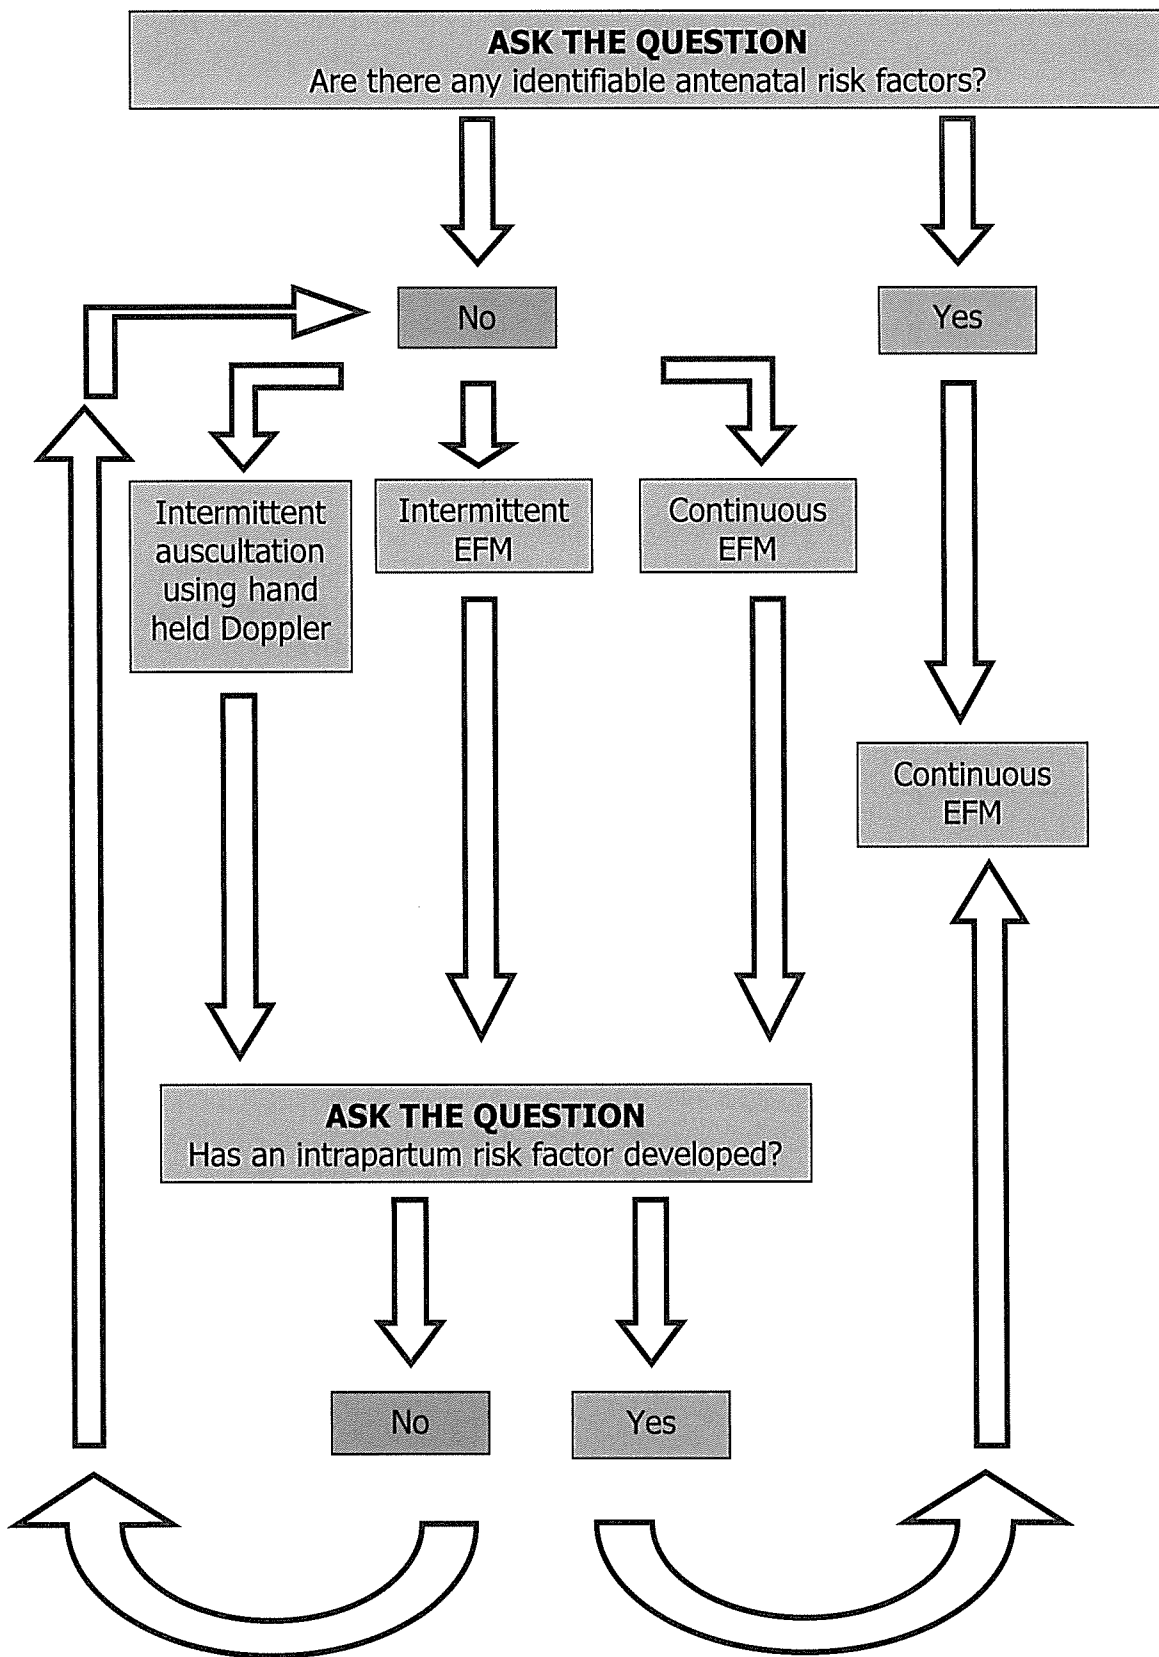 ASK THE QUESTION
Are there any identifiable antenatal risk factors?
No
Yes
Intermittent
auscultation
using hand
held Doppler
Intermittent
EFM
Continuous
EFM
Continuous
EFM
ASK THE QUESTION
Has an intrapartum risk factor developed?
No
Yes